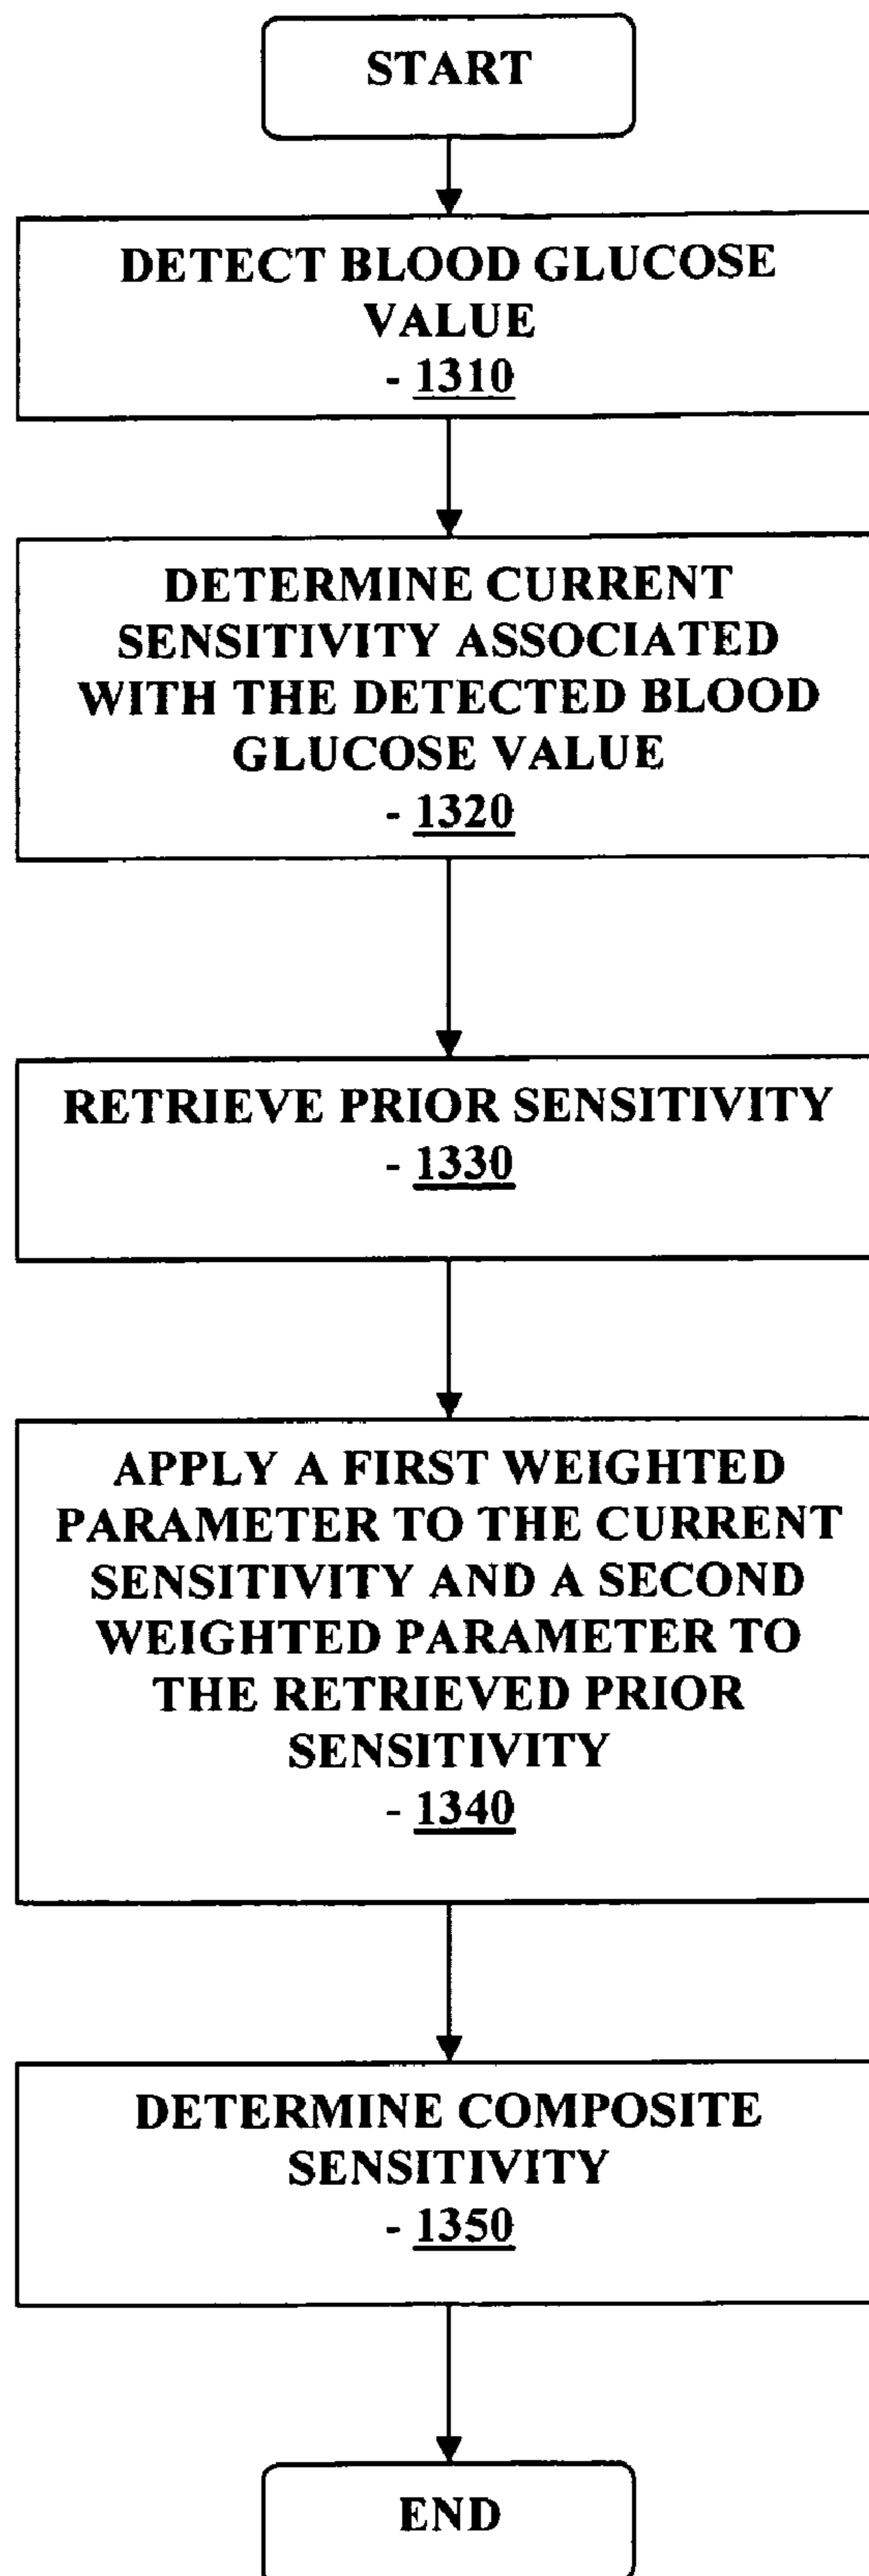 START
DETECT BLOOD GLUCOSE
VALUE
- 1310
DETERMINE CURRENT
SENSITIVITY ASSOCIATED
WITH THE DETECTED BLOOD
GLUCOSE VALUE
- 1320
RETRIEVE PRIOR SENSITIVITY
- 1330
APPLY A FIRST WEIGHTED
PARAMETER TO THE CURRENT
SENSITIVITY AND A SECOND
WEIGHTED PARAMETER TO
THE RETRIEVED PRIOR
SENSITIVITY
- 1340
DETERMINE COMPOSITE
SENSITIVITY
- 1350
END